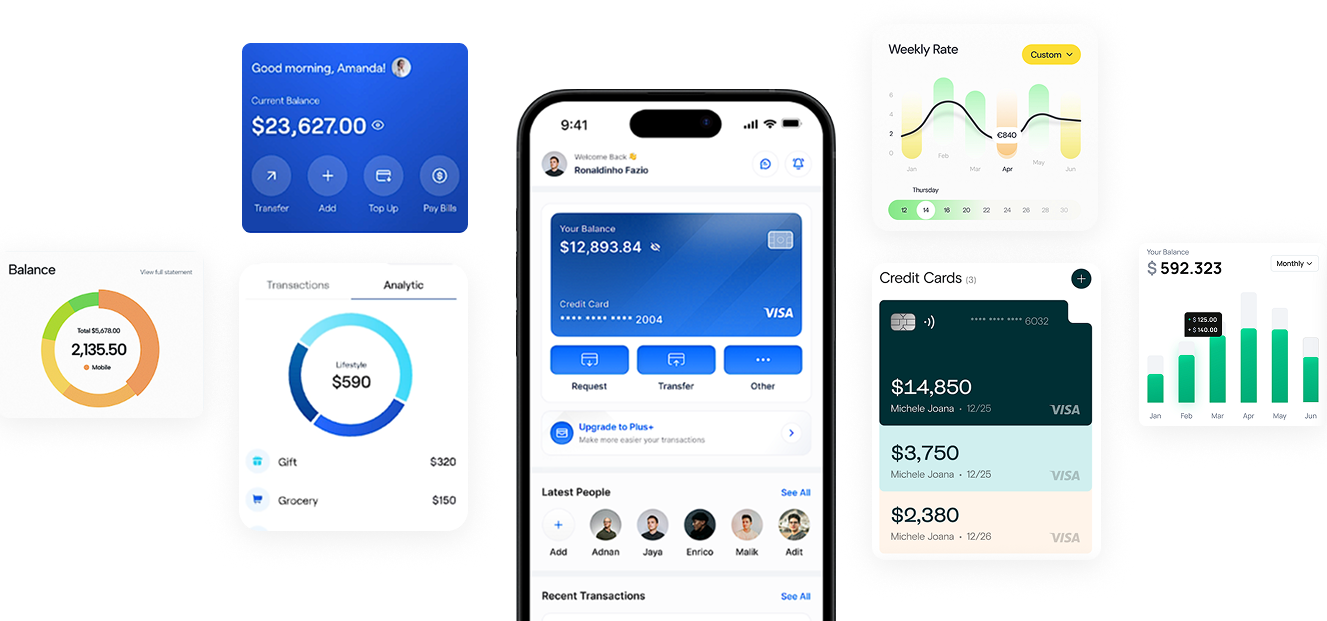 Balance
View full statement
Total $5,678.00
2,135.50
Mobile
Good morning, Amanda!
Current Balance
$23,627.00
Transfer Add Top Up Pay Bills
Transactions Analytic
Lifestyle
$590
Gift $320
Grocery $150
9:41
Welcome Back 👋
Ronaldinho Fazio
Your Balance
$12,893.84
Credit Card
**** **** **** 2004
VISA
Request Transfer Other
Upgrade to Plus+
Make more easier your transactions
Latest People See All
Add Adnan Jaya Enrico Malik Adit
Recent Transactions See All
Weekly Rate
Custom
6
4
2
0
€840
Jan Feb Mar Apr May Jun
Thursday
12 14 16 20 22 24 26 28 30
Credit Cards (3)
+
**** **** **** 6032
$14,850
Michele Joana • 12/25
VISA
$3,750
Michele Joana • 12/25
VISA
$2,380
Michele Joana • 12/26
VISA
Your Balance
$ 592.323
Monthly
+ $ 125.00
+ $ 140.00
Jan Feb Mar Apr May Jun